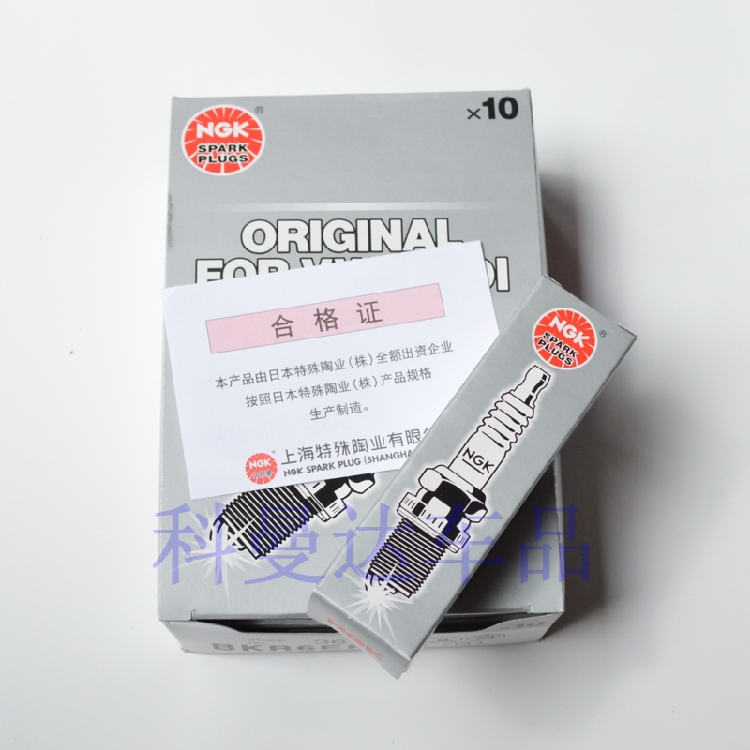 NGK
SPARK
PLUGS
®
×10
ORIGINAL
FOR
合格证
本产品由日本特殊陶业(株)全额出资企业
按照日本特殊陶业(株)产品规格
生产制造。
NGK
上海特殊陶业有限
NGK SPARK PLUG (SHANGHA
NGK
SPARK
PLUGS
®
NGK
科曼达车品
BKR6E